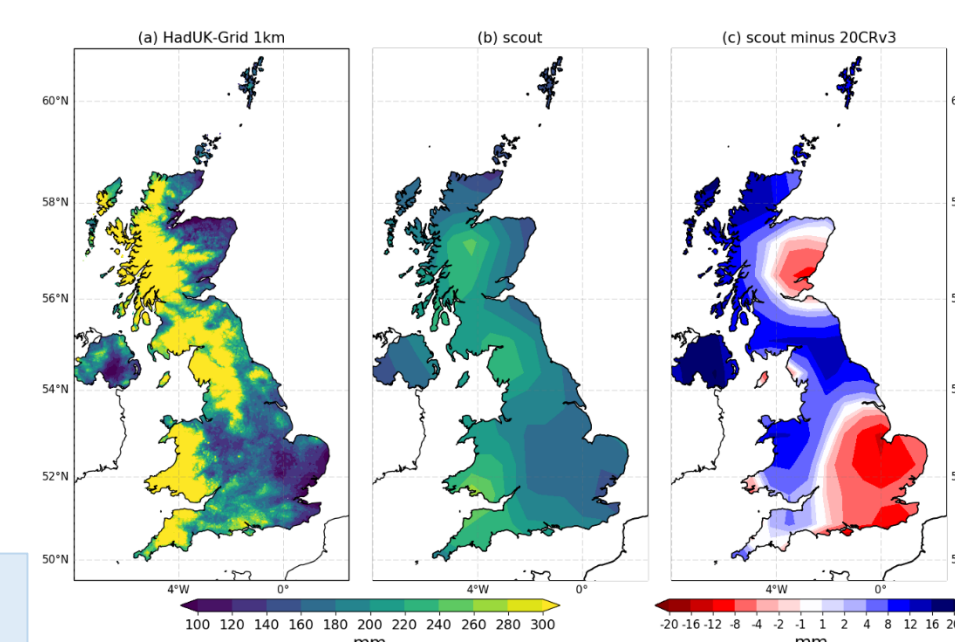 (a) HadUK-Grid 1km
(b) scout
(c) scout minus 20CRv3
60°N
58°N
56°N
54°N
52°N
50°N
4°W 0° 4°W 0° 4°W 0°
100 120 140 160 180 200 220 240 260 280 300
-20 -16 -12 -8 -4 -2 -1 1 2 4 8 12 16 20